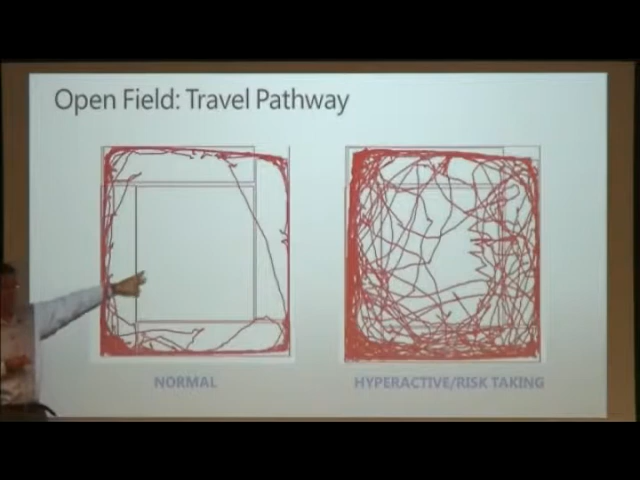 Open Field: Travel Pathway
NORMAL
HYPERACTIVE/RISK TAKING